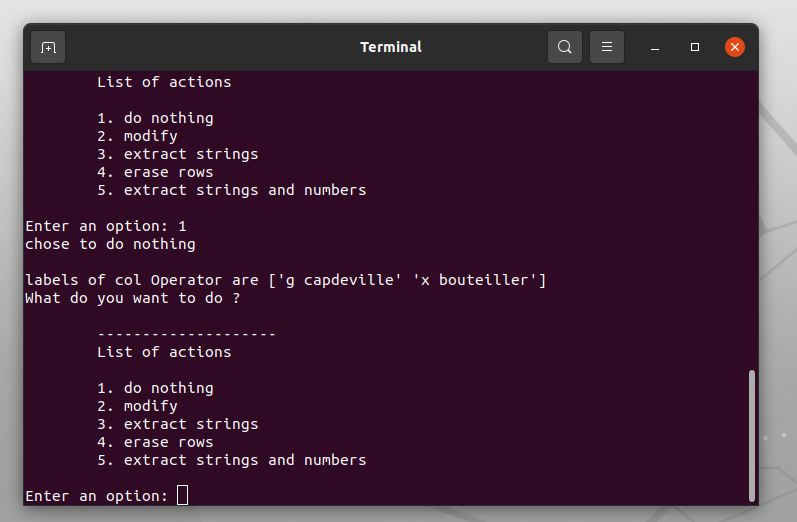 Terminal
List of actions
1. do nothing
2. modify
3. extract strings
4. erase rows
5. extract strings and numbers
Enter an option: 1
chose to do nothing
labels of col Operator are ['g capdeville' 'x bouteiller']
What do you want to do ?
--------------------
List of actions
1. do nothing
2. modify
3. extract strings
4. erase rows
5. extract strings and numbers
Enter an option: